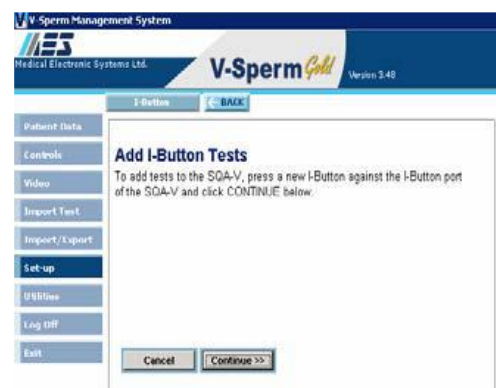 V-Sperm Management System
MES
Medical Electronic Systems Ltd.
V-Sperm Gold
Version 3.48
I-Button
BACK
Patient Data
Controls
Video
Import Test
Import/Export
Set-up
Utilities
Log Off
Exit
Add I-Button Tests
To add tests to the SQA-V, press a new I-Button against the I-Button port
of the SQA-V and click CONTINUE below.
Cancel
Continue >>